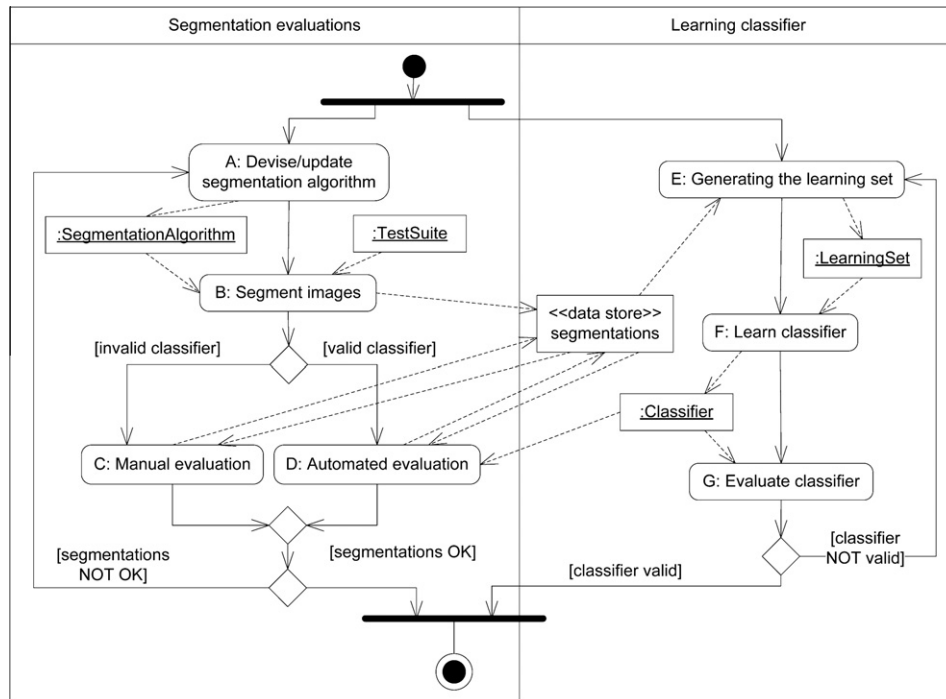 Segmentation evaluations
Learning classifier
A: Devise/update
segmentation algorithm
E: Generating the learning set
:SegmentationAlgorithm
:TestSuite
:LearningSet
B: Segment images
<<data store>>
segmentations
F: Learn classifier
[invalid classifier]
[valid classifier]
:Classifier
C: Manual evaluation
D: Automated evaluation
G: Evaluate classifier
[segmentations
NOT OK]
[segmentations OK]
[classifier
NOT valid]
[classifier valid]